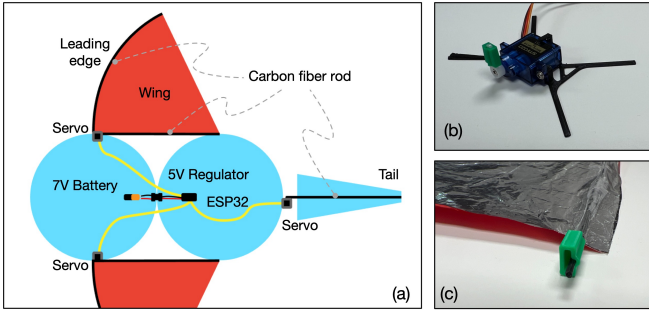 (a)
Leading
edge
Carbon fiber rod
Wing
Servo
7V Battery
5V Regulator
ESP32
Tail
Servo
Servo
(b)
(c)